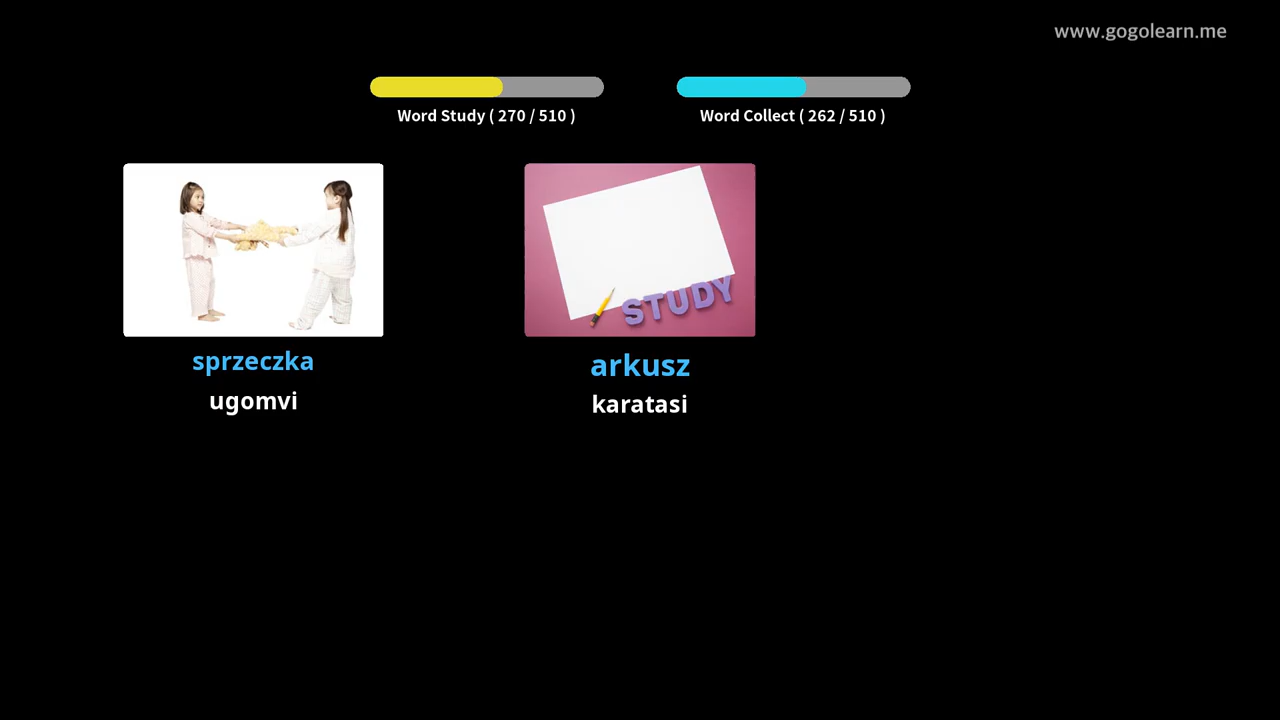 www.gogolearn.me
Word Study ( 270 / 510 )
Word Collect ( 262 / 510 )
STUDY
sprzeczka
ugomvi
arkusz
karatasi